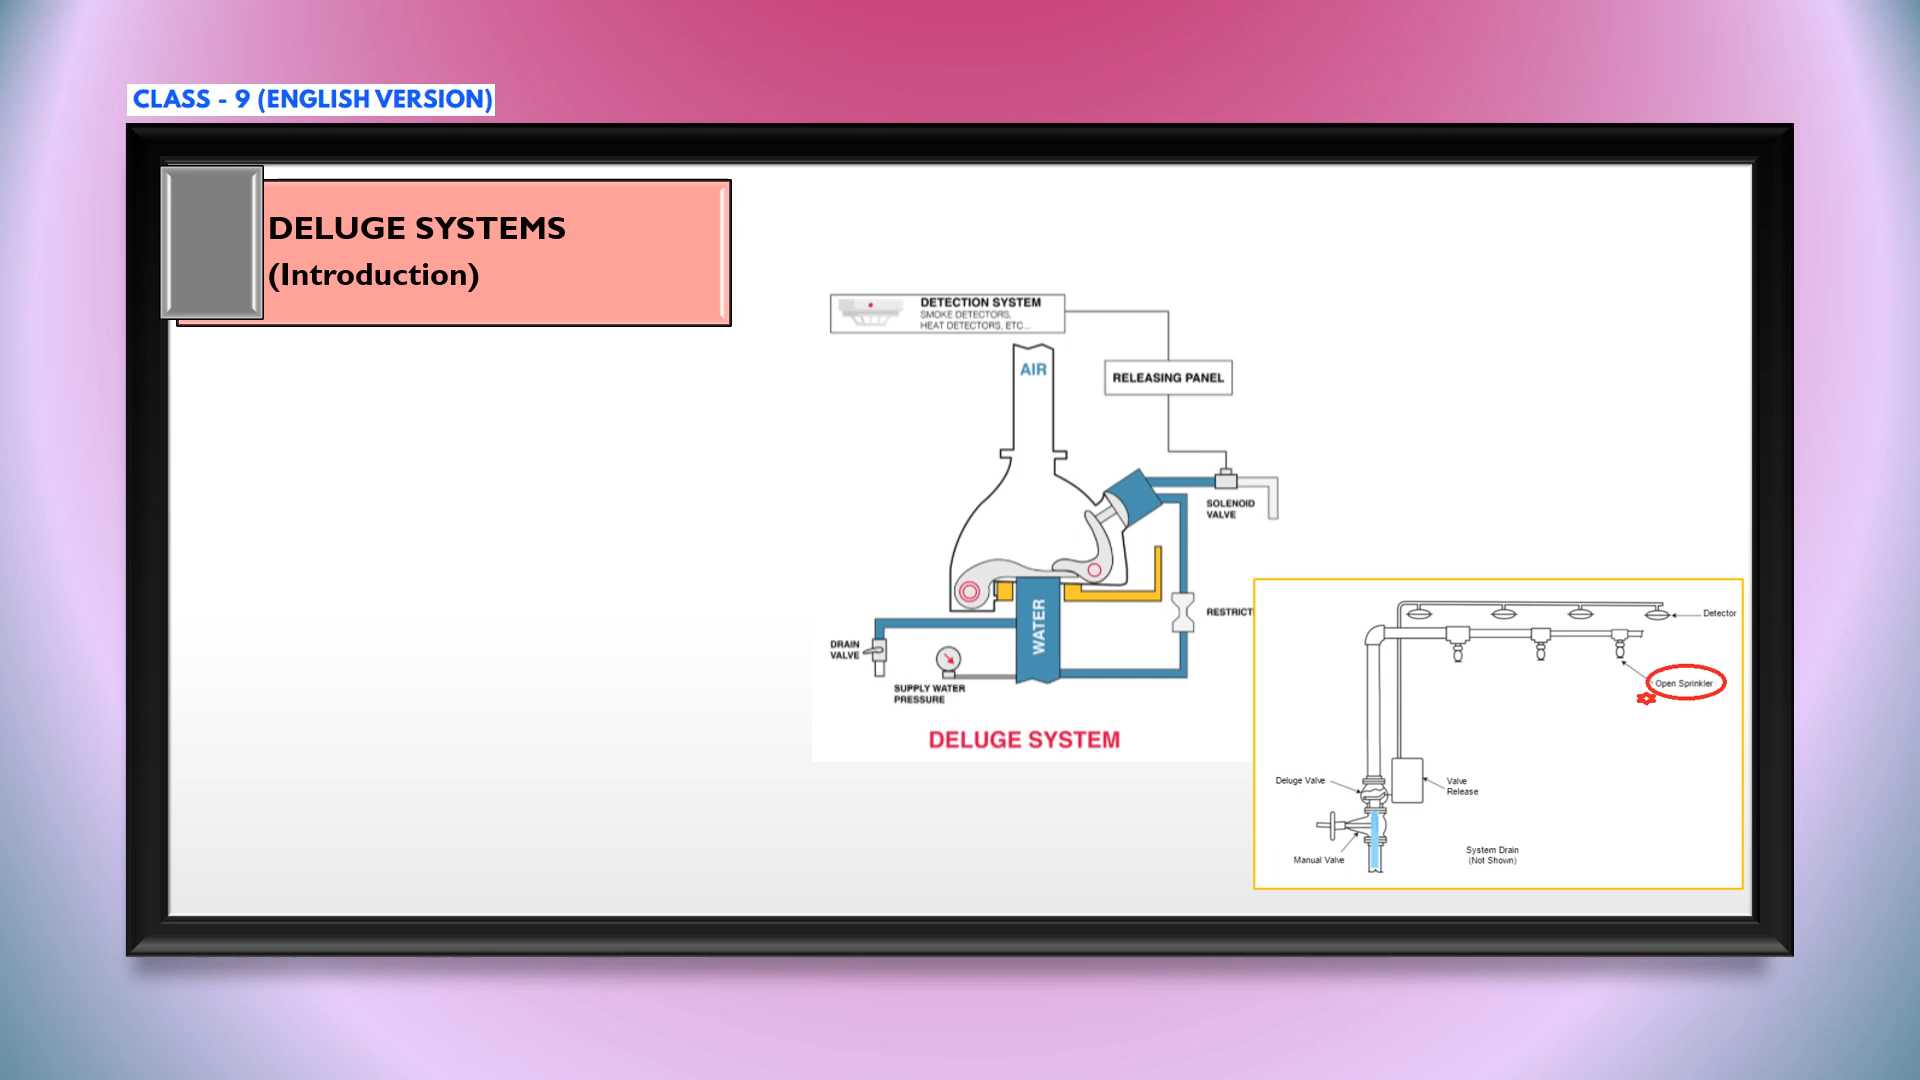 CLASS - 9 (ENGLISH VERSION)
DELUGE SYSTEMS
(Introduction)
DETECTION SYSTEM
SMOKE DETECTORS,
HEAT DETECTORS, ETC...
AIR
RELEASING PANEL
SOLENOID
VALVE
WATER
RESTRICT
DRAIN
VALVE
SUPPLY WATER
PRESSURE
DELUGE SYSTEM
Detector
Open Sprinkler
Deluge Valve
Valve
Release
Manual Valve
System Drain
(Not Shown)